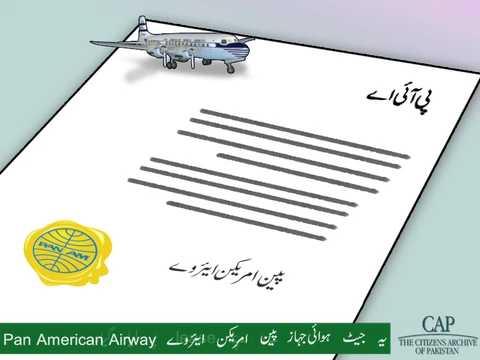 پی آئی اے
PAN AM
پین امریکن ایئروے
Pan American Airway یہ جیٹ ہوائی جہاز پین امریکن ایئروے
CAP
THE CITIZENS ARCHIVE
OF PAKISTAN